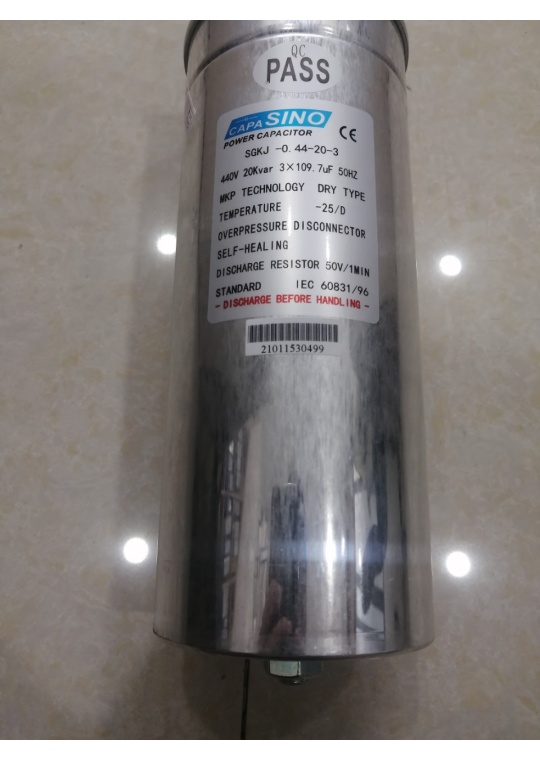 QC
PASS
CAPA SINO
POWER CAPACITOR CE
SGKJ -0.44-20-3
440V 20Kvar 3×109.7uF 50HZ
MKP TECHNOLOGY DRY TYPE
TEMPERATURE -25/D
OVERPRESSURE DISCONNECTOR
SELF-HEALING
DISCHARGE RESISTOR 50V/1MIN
STANDARD IEC 60831/96
- DISCHARGE BEFORE HANDLING -
21011530499